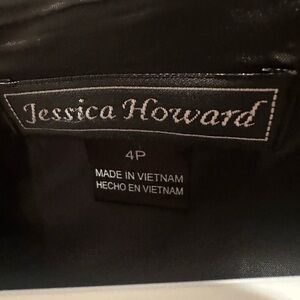 Jessica Howard
4P
MADE IN VIETNAM
HECHO EN VIETNAM